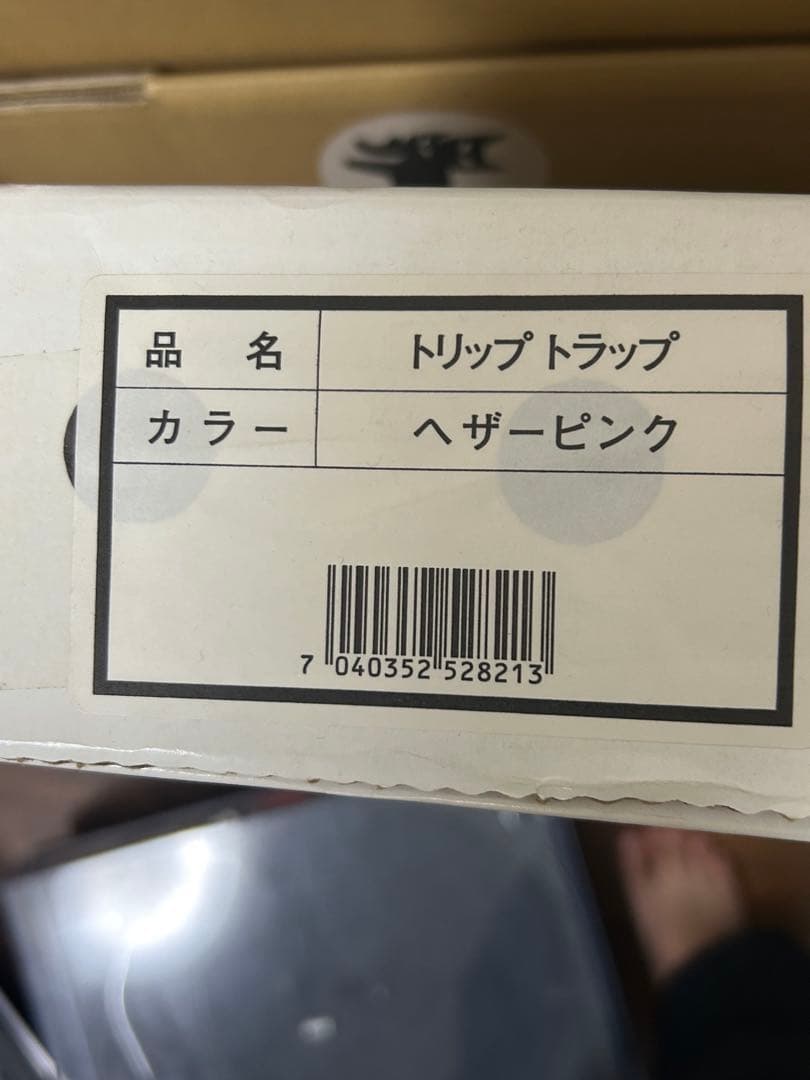 品名 トリップ トラップ
カラー ヘザーピンク
7 040352 528213